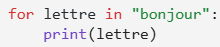 for lettre in "bonjour":
    print(lettre)